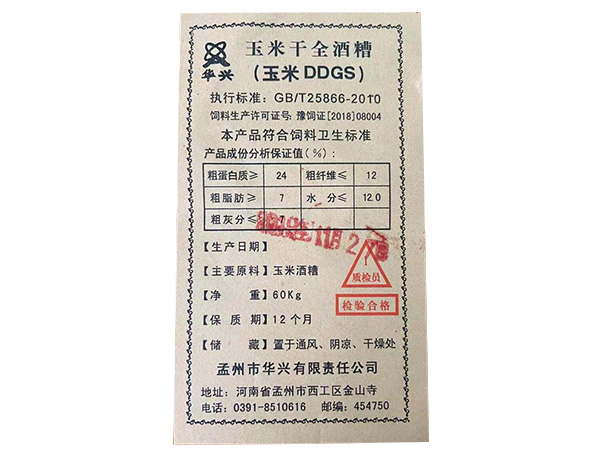 华兴
玉米干全酒糟
(玉米DDGS)
执行标准: GB/T25866-2010
饲料生产许可证号: 豫饲证[2018]08004
本产品符合饲料卫生标准
产品成份分析保证值(%):
粗蛋白质≥ 24 粗纤维≤ 12
粗脂肪≥ 7 水 分≤ 12.0
粗灰分≤ 7
11月2
【生产日期】
【主要原料】玉米酒糟
质检员
【净 重】60Kg
检验合格
【保 质 期】12个月
【储 藏】置于通风、阴凉、干燥处
孟州市华兴有限责任公司
地址: 河南省孟州市西工区金山寺
电话: 0391-8510616 邮编: 454750